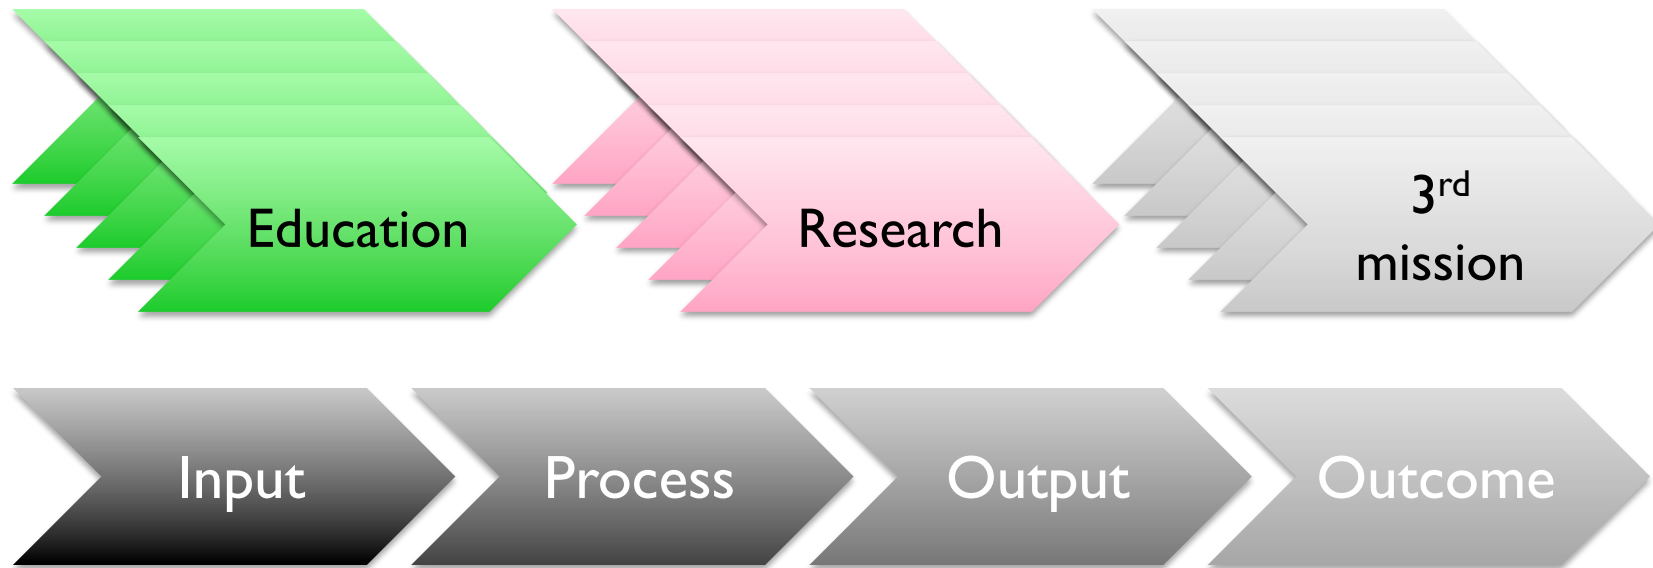 Education
Research
3rd
mission
Input
Process
Output
Outcome